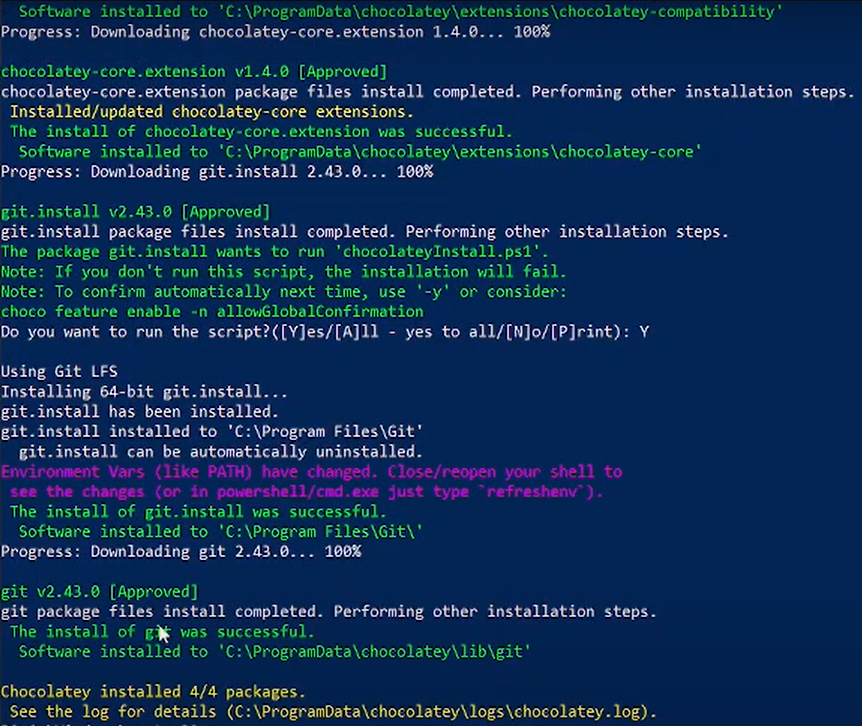 Software installed to 'C:\ProgramData\chocolatey\extensions\chocolatey-compatibility'
Progress: Downloading chocolatey-core.extension 1.4.0... 100%
chocolatey-core.extension v1.4.0 [Approved]
chocolatey-core.extension package files install completed. Performing other installation steps.
Installed/updated chocolatey-core extensions.
The install of chocolatey-core.extension was successful.
Software installed to 'C:\ProgramData\chocolatey\extensions\chocolatey-core'
Progress: Downloading git.install 2.43.0... 100%
git.install v2.43.0 [Approved]
git.install package files install completed. Performing other installation steps.
The package git.install wants to run 'chocolateyInstall.ps1'.
Note: If you don't run this script, the installation will fail.
Note: To confirm automatically next time, use '-y' or consider:
choco feature enable -n allowGlobalConfirmation
Do you want to run the script?([Y]es/[A]ll - yes to all/[N]o/[P]rint): Y
Using Git LFS
Installing 64-bit git.install...
git.install has been installed.
git.install installed to 'C:\Program Files\Git'
git.install can be automatically uninstalled.
Environment Vars (like PATH) have changed. Close/reopen your shell to
see the changes (or in powershell/cmd.exe just type `refreshenv`).
The install of git.install was successful.
Software installed to 'C:\Program Files\Git\'
Progress: Downloading git 2.43.0... 100%
git v2.43.0 [Approved]
git package files install completed. Performing other installation steps.
The install of git was successful.
Software installed to 'C:\ProgramData\chocolatey\lib\git'
Chocolatey installed 4/4 packages.
See the log for details (C:\ProgramData\chocolatey\logs\chocolatey.log).